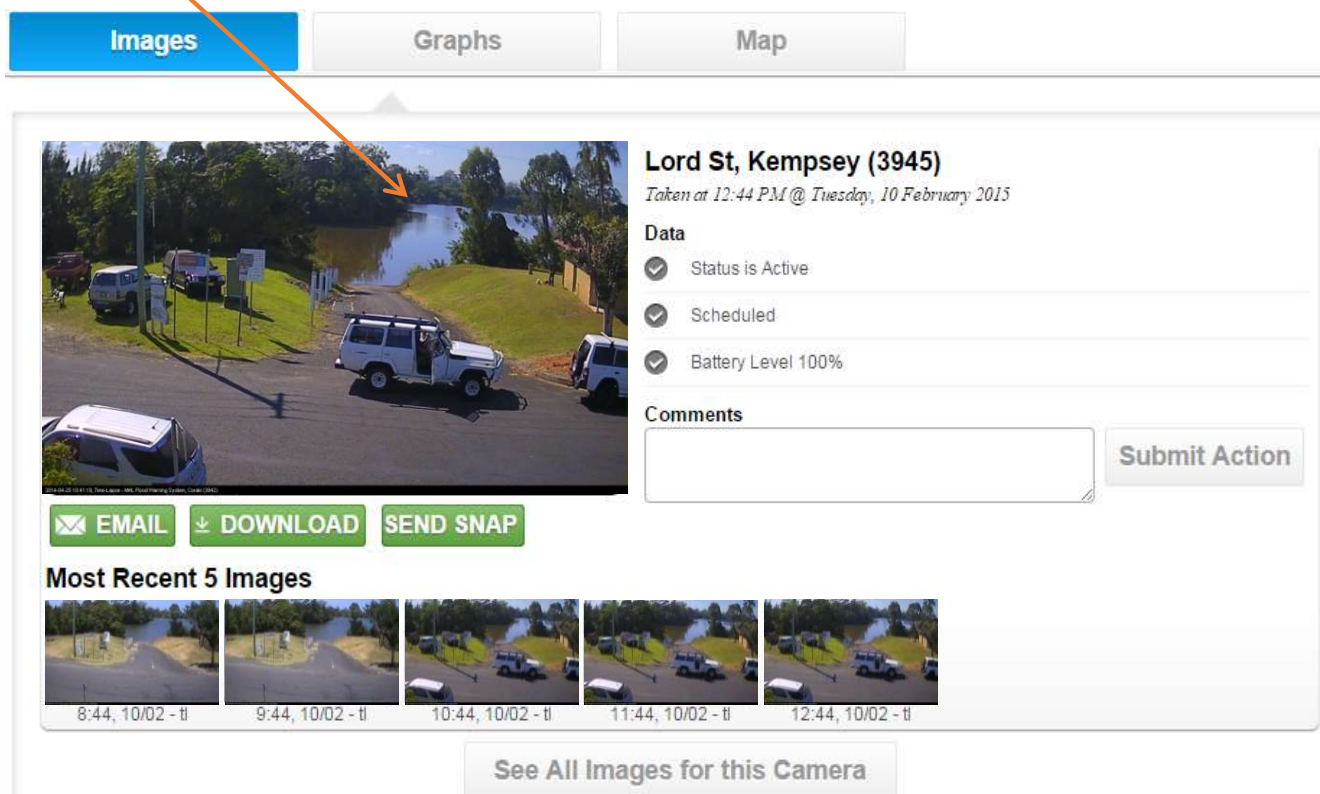 Images
Graphs
Map
Lord St, Kempsey (3945)
Taken at 12:44 PM @ Tuesday, 10 February 2015
Data
Status is Active
Scheduled
Battery Level 100%
Comments
Submit Action
EMAIL
DOWNLOAD
SEND SNAP
Most Recent 5 Images
8:44, 10/02 - tl
9:44, 10/02 - tl
10:44, 10/02 - tl
11:44, 10/02 - tl
12:44, 10/02 - tl
See All Images for this Camera